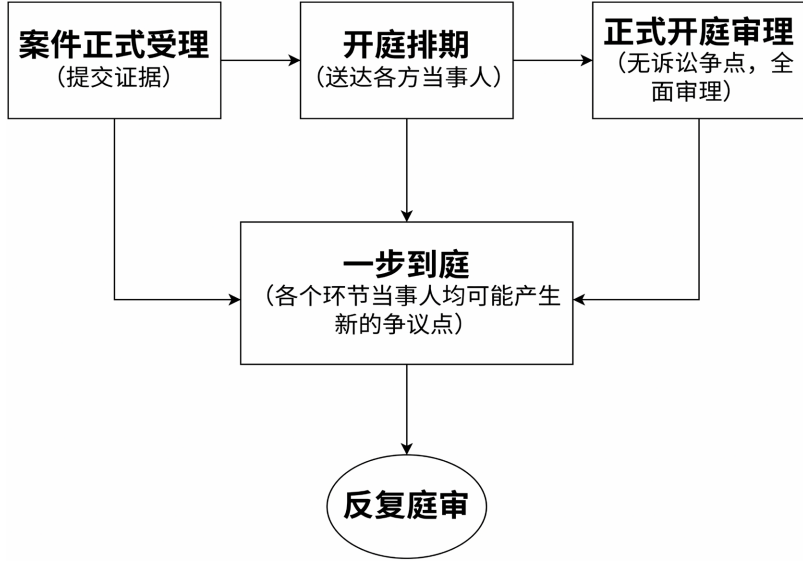 案件正式受理
（提交证据）
开庭排期
（送达各方当事人）
正式开庭审理
（无诉讼争点，全
面审理）
一步到庭
（各个环节当事人均可能产生
新的争议点）
反复庭审